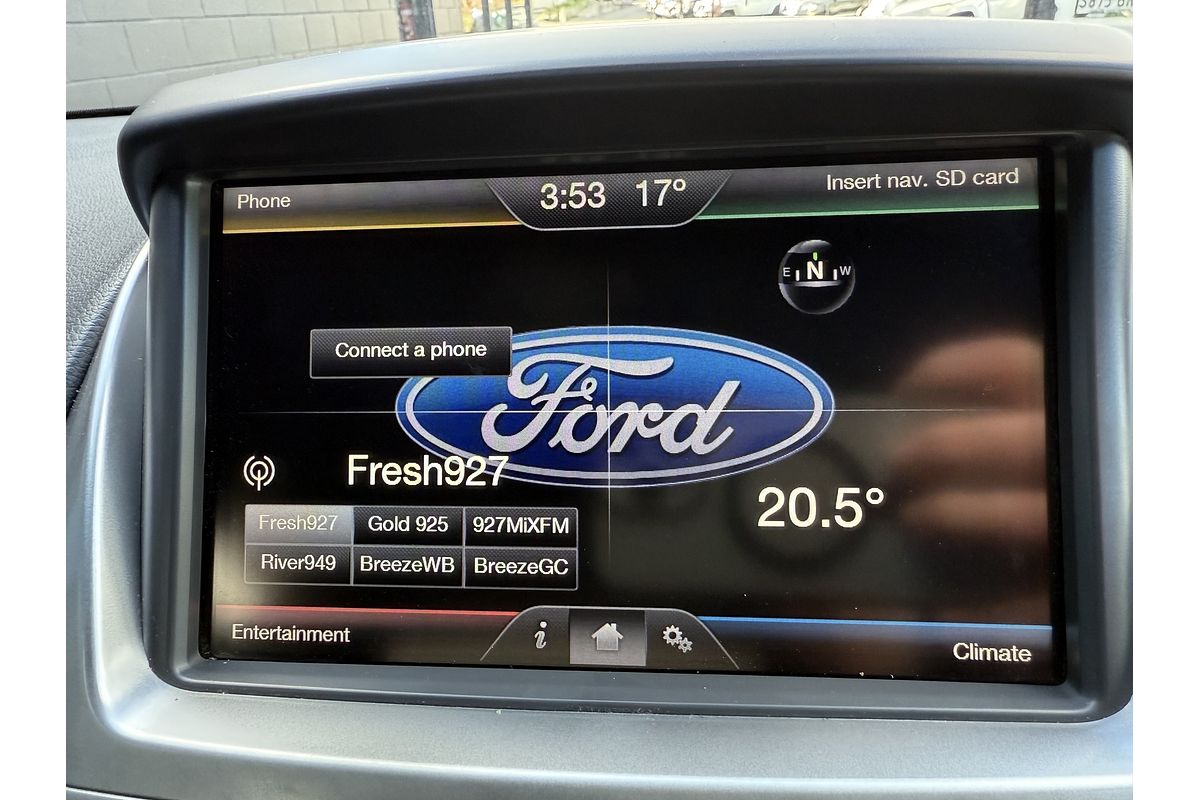 Phone
3:53 17°
Insert nav. SD card
E N W
Connect a phone
Ford
Fresh927
Fresh927 Gold 925 927MiXFM
River949 BreezeWB BreezeGC
20.5°
Entertainment
i
Climate